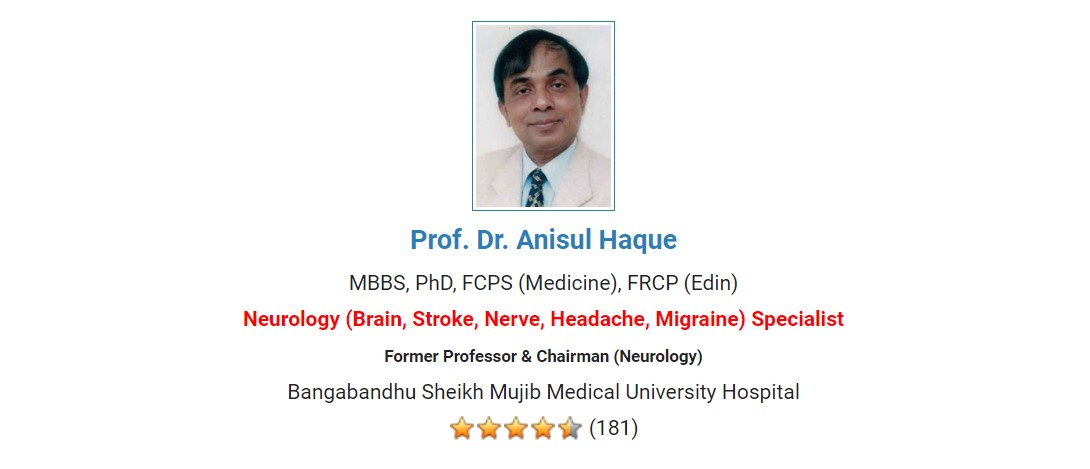 Prof. Dr. Anisul Haque
MBBS, PhD, FCPS (Medicine), FRCP (Edin)
Neurology (Brain, Stroke, Nerve, Headache, Migraine) Specialist
Former Professor & Chairman (Neurology)
Bangabandhu Sheikh Mujib Medical University Hospital
(181)